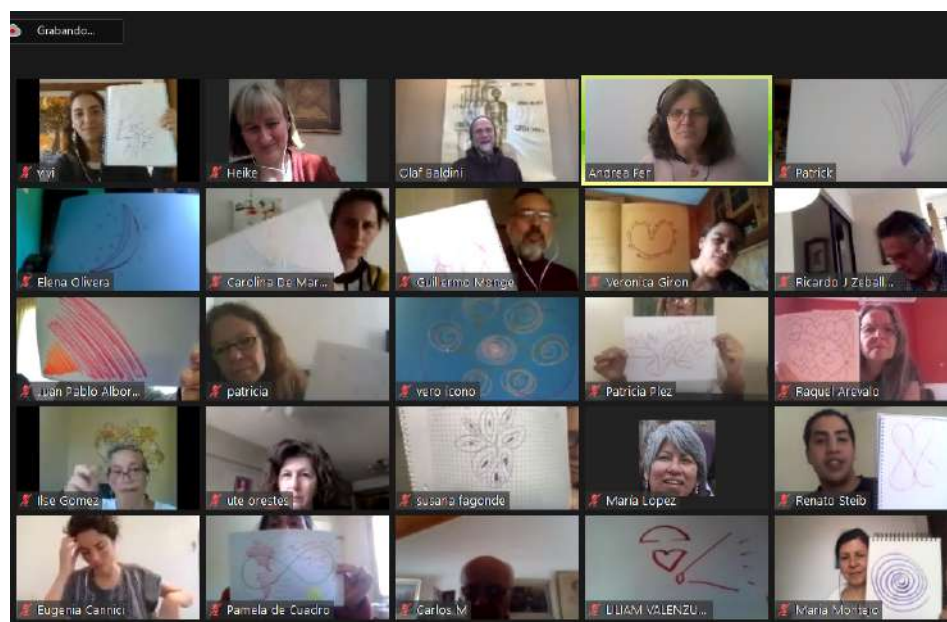 Grabando...
yivi
Heike
Olaf Baldini
Andrea Fer
Patrick
Elena Olivera
Carolina De Mar...
Guillermo Monge
Veronica Giron
Ricardo J Zeball...
Juan Pablo Albor...
patricia
vero icono
Patricia Plez
Raquel Arevalo
Ilse Gomez
ute orestes
susana fagonde
María Lopez
Renato Steib
Eugenia Cannici
Pamela de Cuadro
Carlos M
LILIAM VALENZU...
Maria Montejo